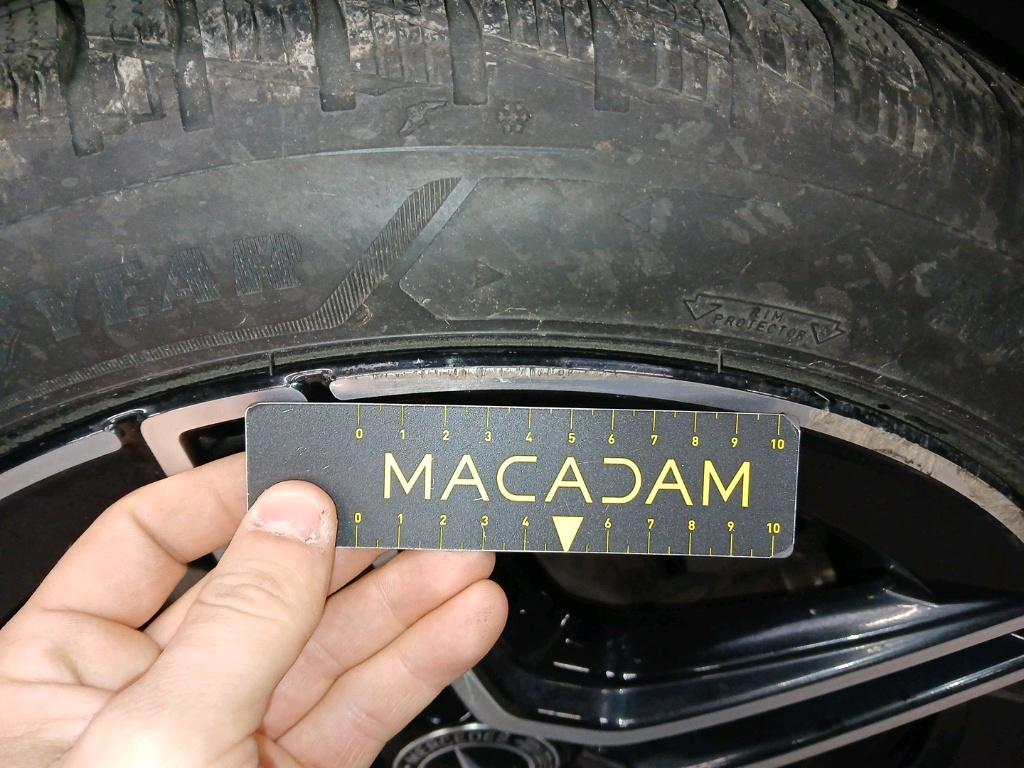 YEAR
RIM
PROTECTOR
0 1 2 3 4 5 6 7 8 9 10
MACADAM
0 1 2 3 4 6 7 8 9 10
MERCEDES